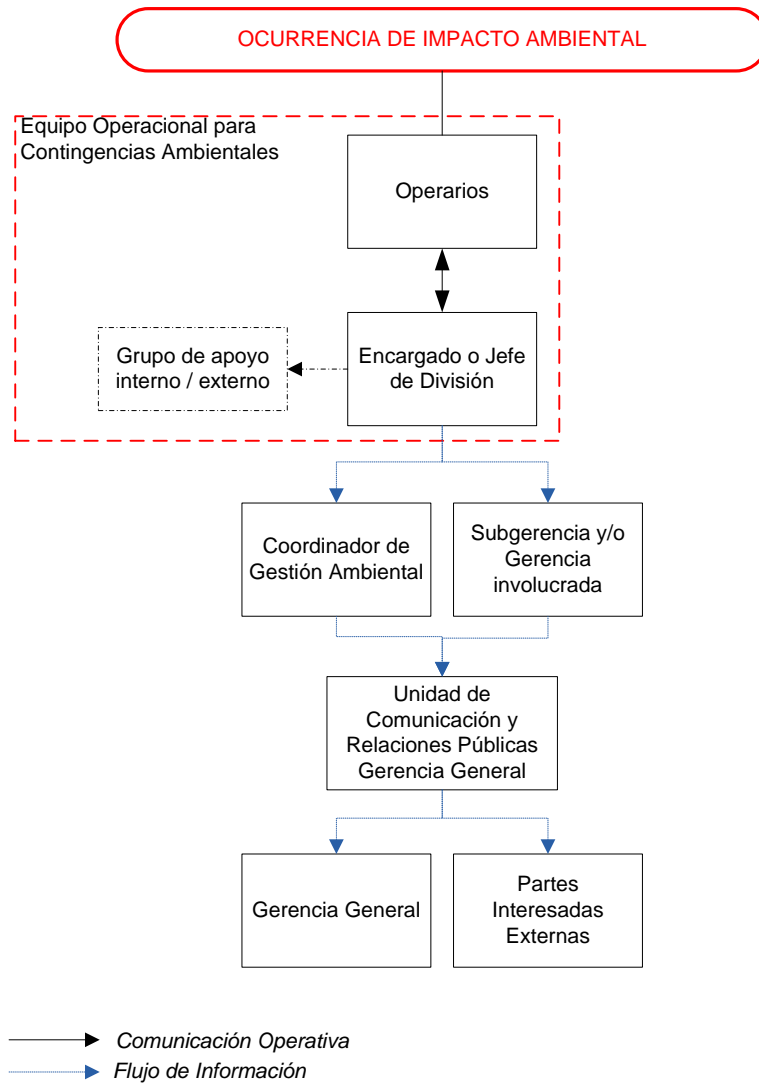 OCURRENCIA DE IMPACTO AMBIENTAL
Equipo Operacional para
Contingencias Ambientales
Operarios
Grupo de apoyo
interno / externo
Encargado o Jefe
de División
Coordinador de
Gestión Ambiental
Subgerencia y/o
Gerencia
involucrada
Unidad de
Comunicación y
Relaciones Públicas
Gerencia General
Gerencia General
Partes
Interesadas
Externas
Comunicación Operativa
Flujo de Información